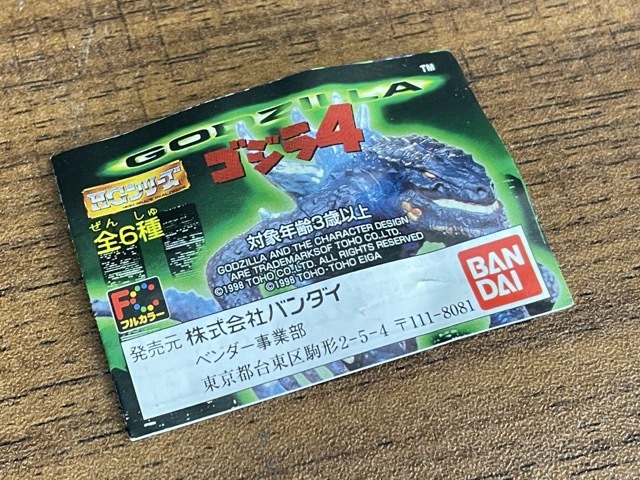 GODZILLA TM
ゴジラ4
HGシリーズ
ぜんしゅ
全6種
対象年齢3歳以上
GODZILLA AND THE CHARACTER DESIGN
ARE TRADEMARKSOF TOHO CO.LTD.
©1998 TOHO CO.,LTD. ALL RIGHTS RESERVED
©1998 TOHO・TOHO EIGA
フルカラー
BAN
DAI
発売元 株式会社バンダイ
ベンダー事業部
東京都台東区駒形2-5-4 〒111-8081